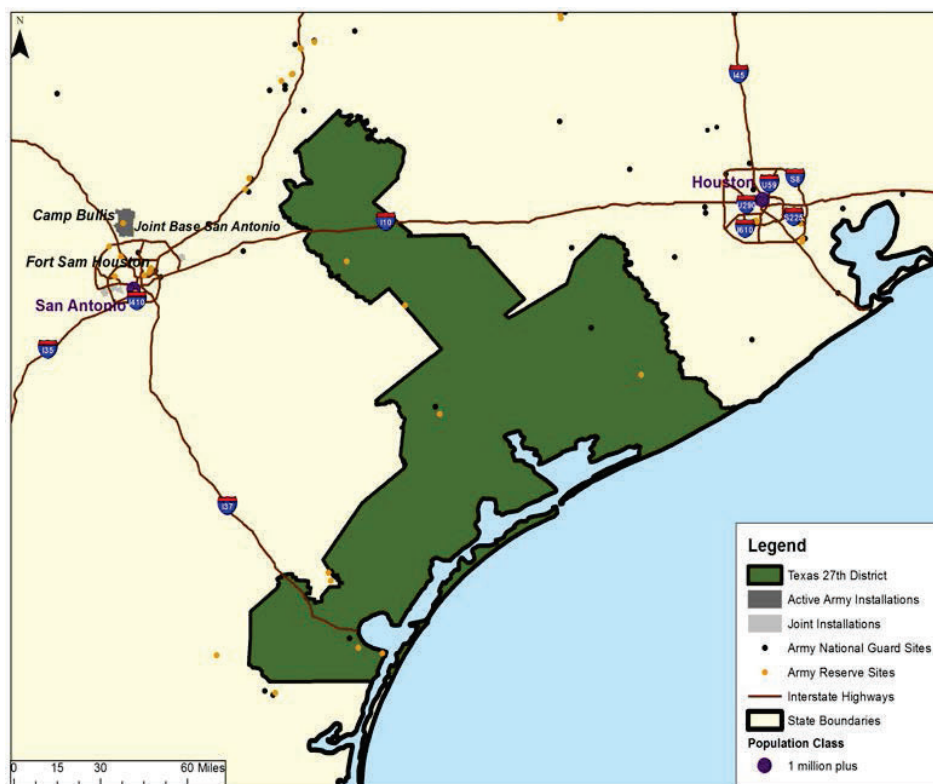 N
I45
Houston
U59
S8
U290
S225
I610
Camp Bullis
Joint Base San Antonio
I10
Fort Sam Houston
San Antonio
I410
I35
I37
Legend
Texas 27th District
Active Army Installations
Joint Installations
Army National Guard Sites
Army Reserve Sites
Interstate Highways
State Boundaries
Population Class
1 million plus
0 15 30 60 Miles